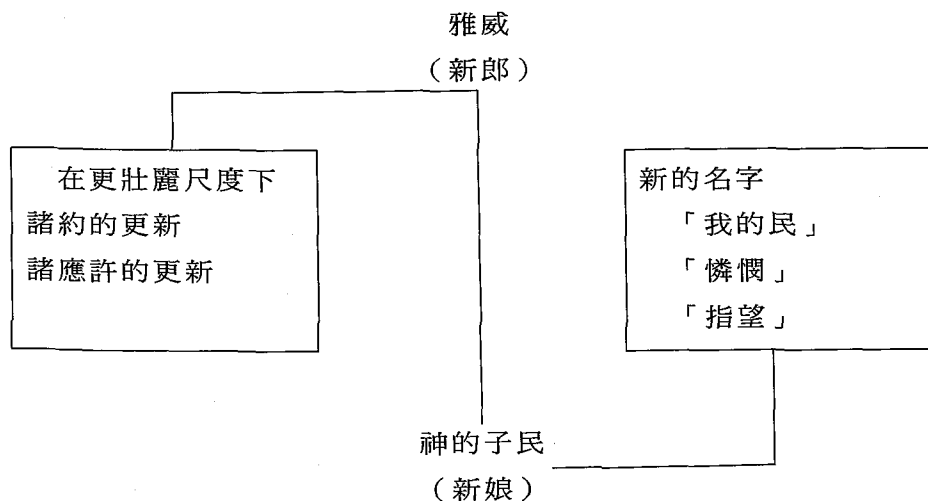 雅威
（新郎）
在更壯麗尺度下
諸約的更新
諸應許的更新
新的名字
「我的民」
「憐憫」
「指望」
神的子民
（新娘）